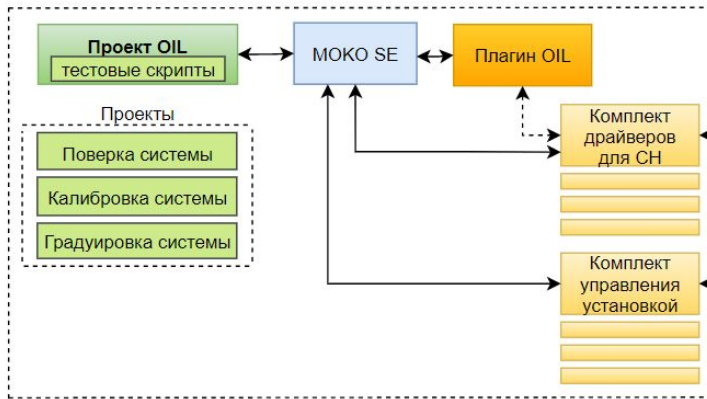 Проект OIL
тестовые скрипты
MOKO SE
Плагин OIL
Проекты
Поверка системы
Калибровка системы
Градуировка системы
Комплект
драйверов
для СН
Комплект
управления
установкой